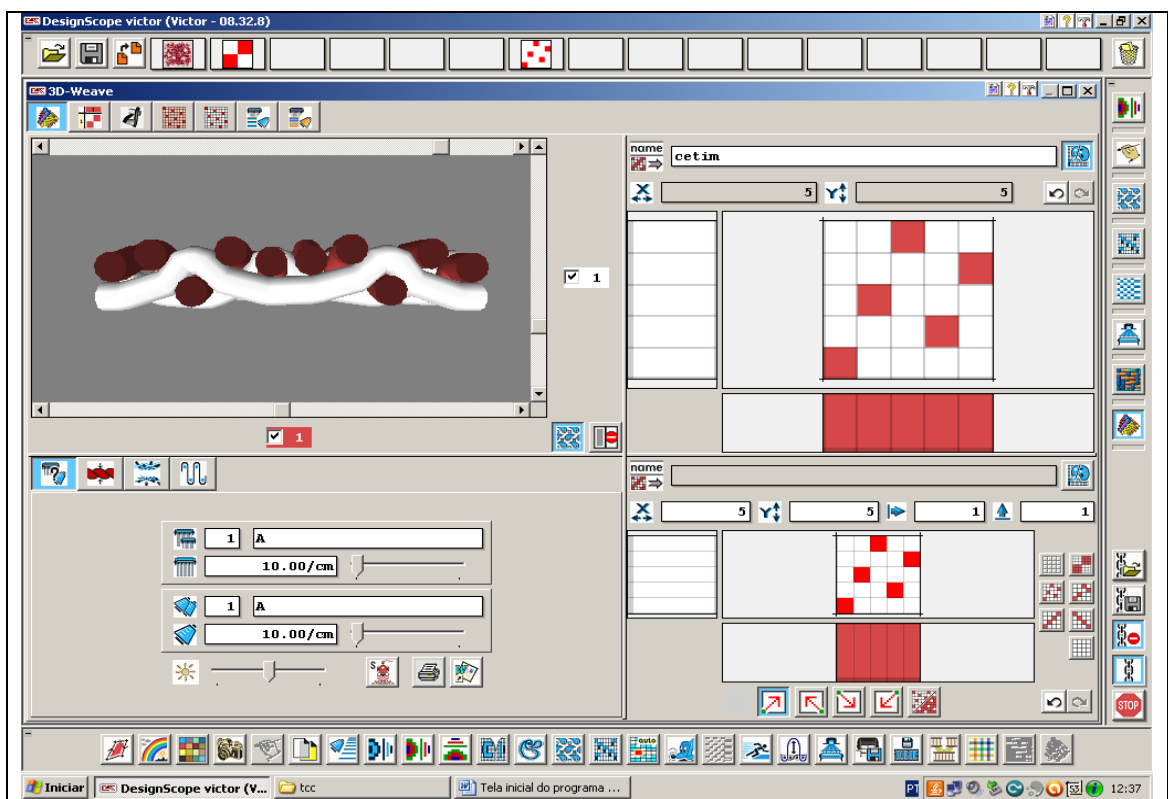 DesignScope victor (Victor - 08.32.8)
3D-Weave
name
cetim
X 5 Y 5
1
1
name
X 5 Y 5 1 1
1 A
10.00/cm
1 A
10.00/cm
S
STOP
auto
Iniciar
DesignScope victor (V...
tcc
Tela inicial do programa ...
PT
12:37